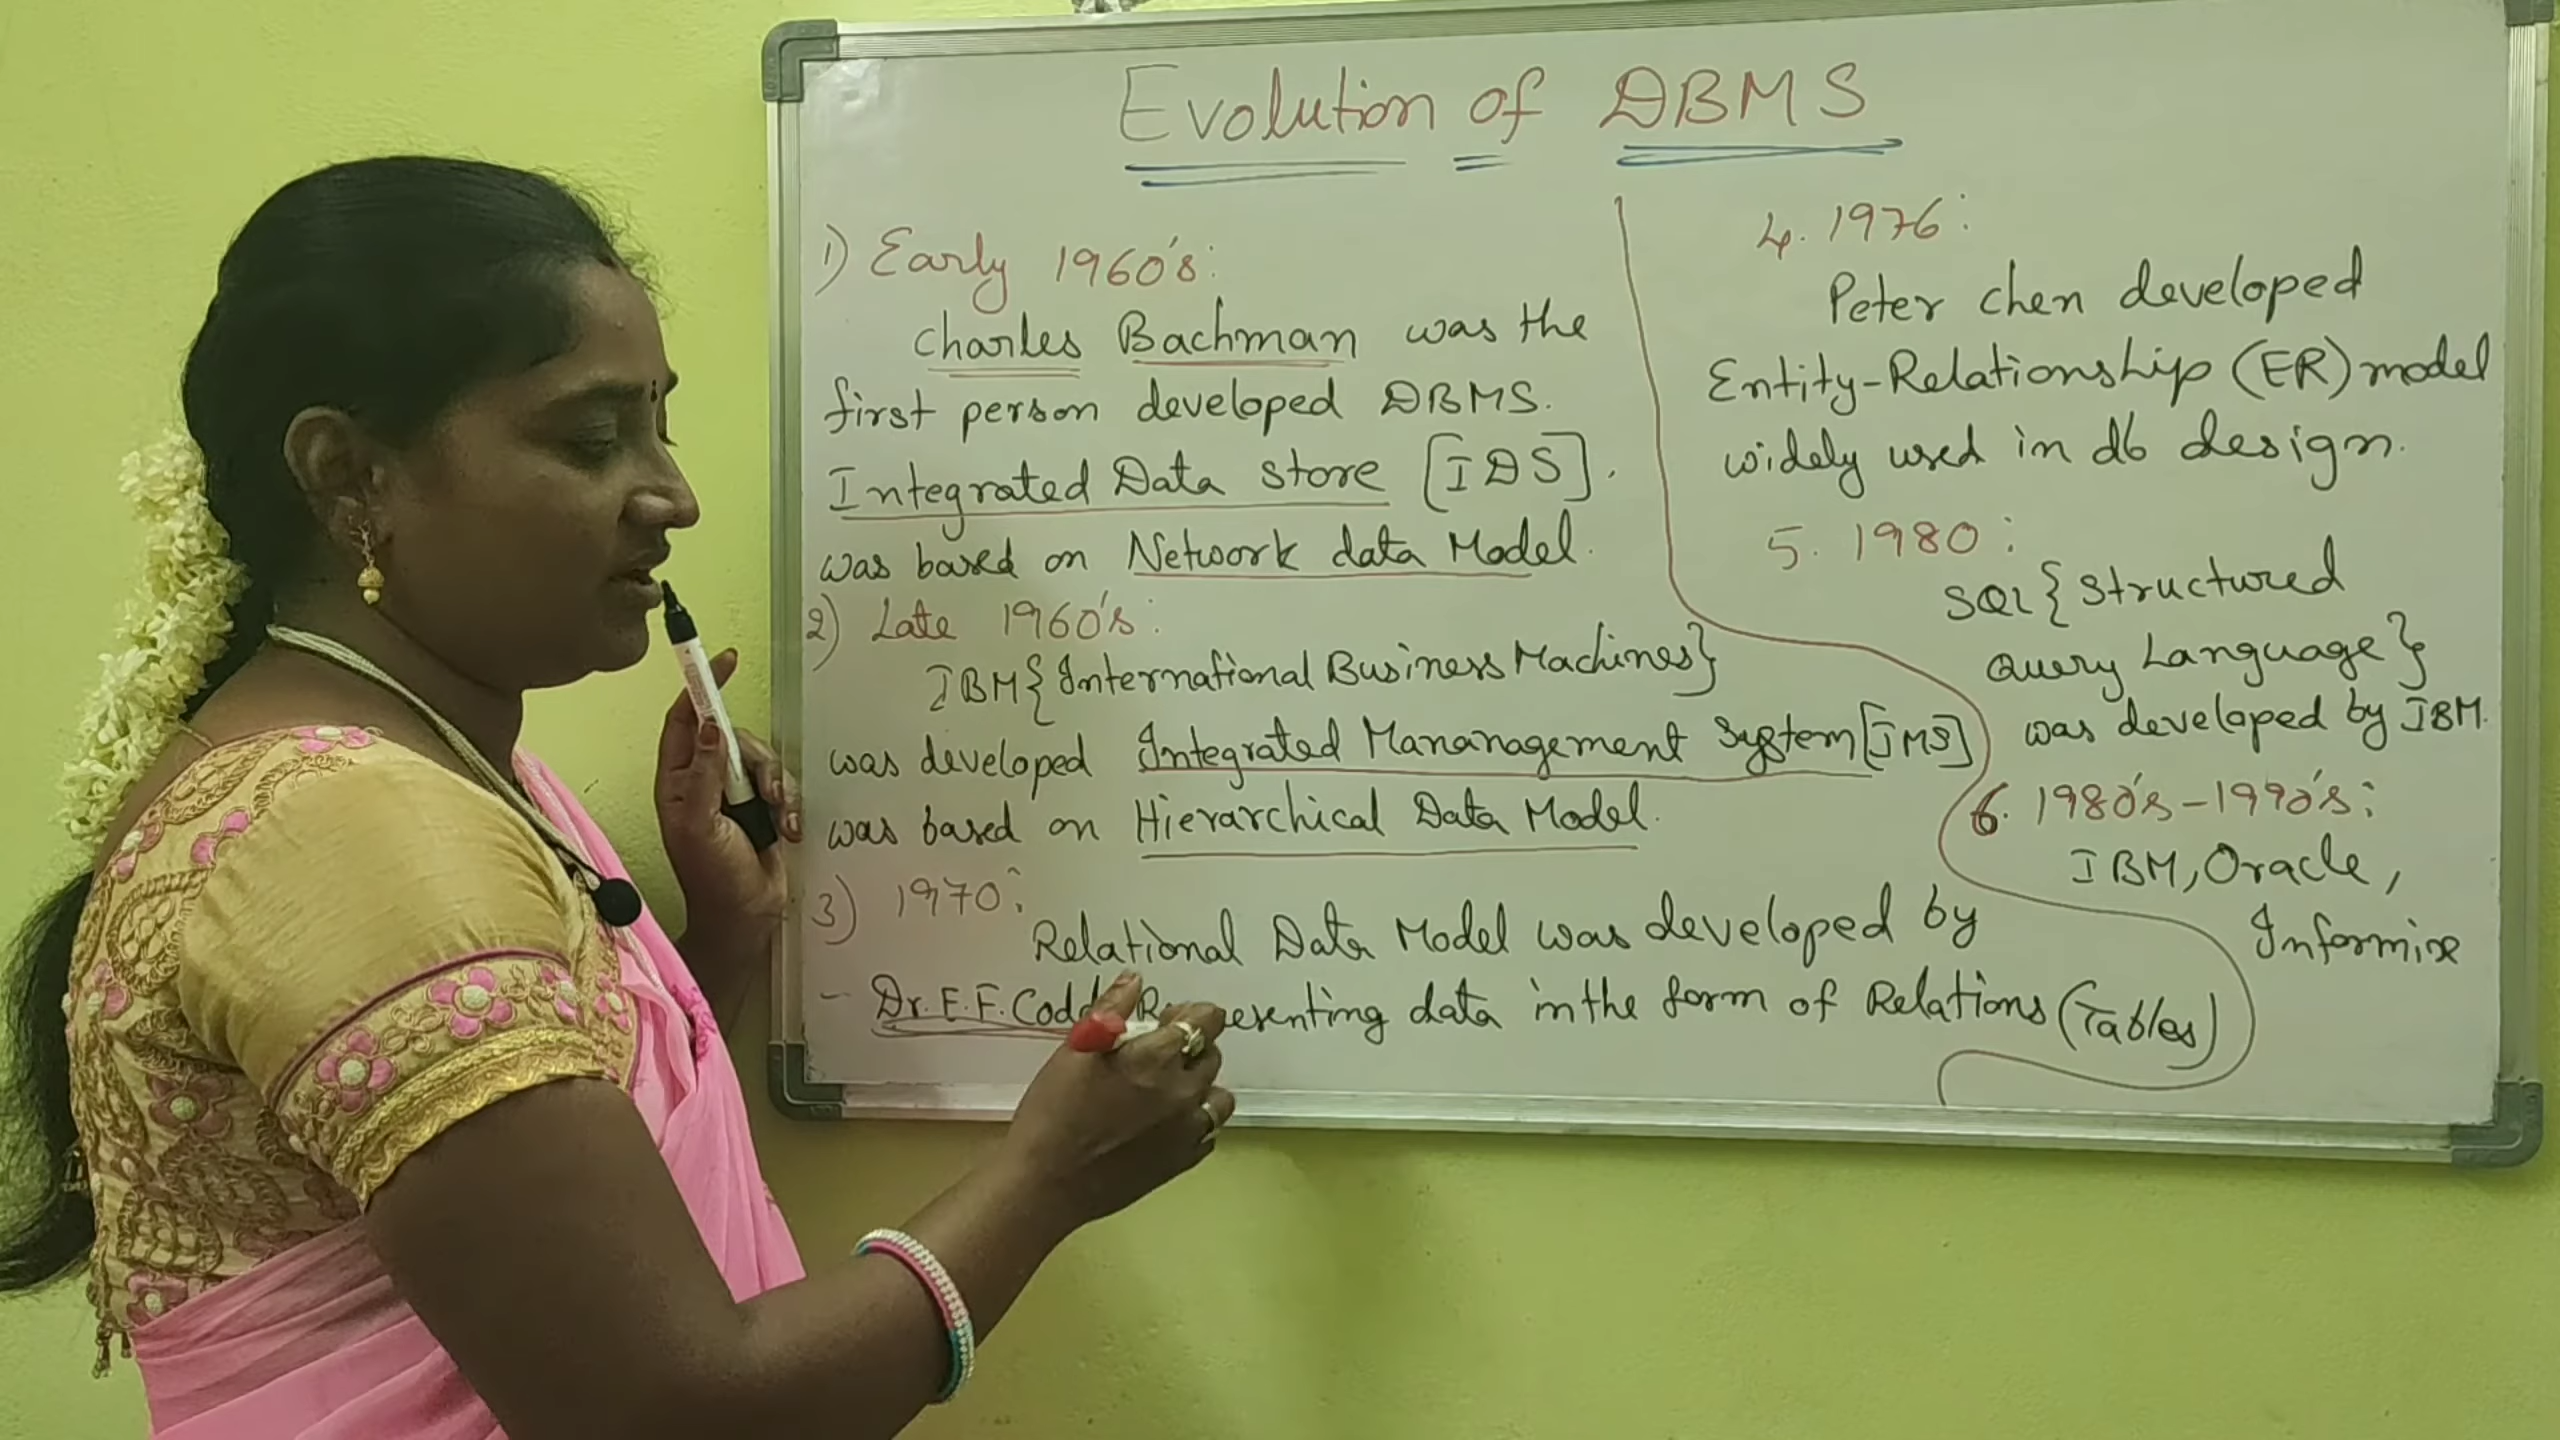 Evolution of DBMS
1) Early 1960's:
Charles Bachman was the
first person developed DBMS.
Integrated Data Store [IDS].
was based on Network data Model.
2) Late 1960's:
IBM{International Business Machines}
was developed Integrated Mananagement System[IMS]
was based on Hierarchical Data Model.
3) 1970:
Relational Data Model was developed by
- Dr. E. F. Codd in the form of Relations (Tables)
4. 1976:
Peter chen developed
Entity-Relationship (ER) model
widely used in db design.
5. 1980:
SQL{Structured
Query Language}
was developed by IBM.
6. 1980's-1990's:
IBM, Oracle,
Informix